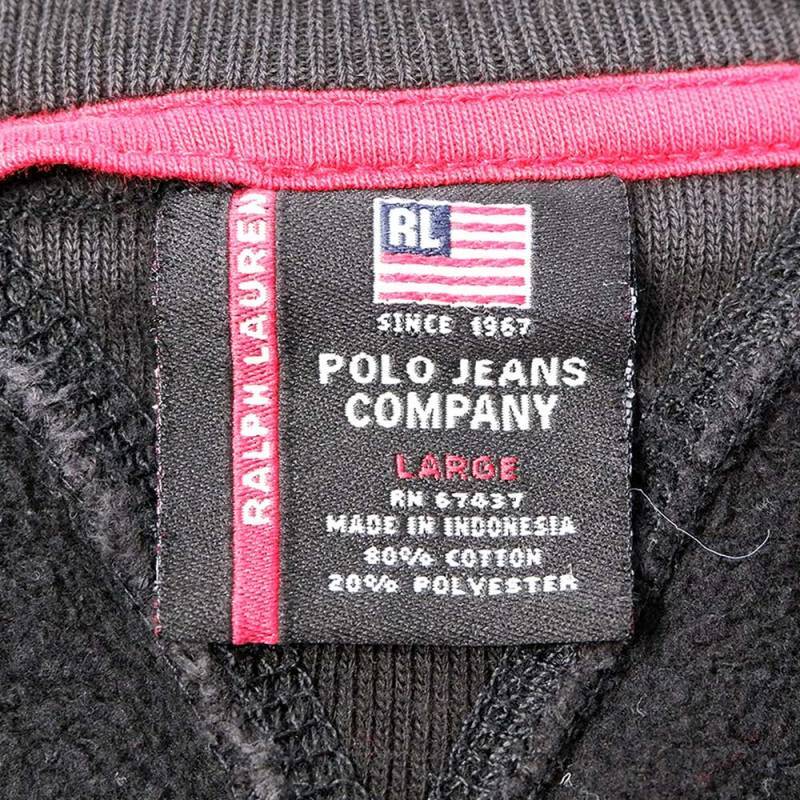 RALPH LAUREN
RL
SINCE 1967
POLO JEANS
COMPANY
LARGE
RN 67437
MADE IN INDONESIA
80% COTTON
20% POLYESTER